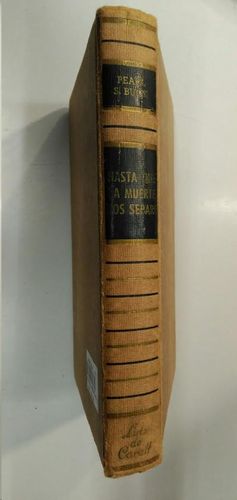 PEARL
S. BUCK
HASTA QUE
LA MUERTE
NOS SEPARE
Luis de
Caralt